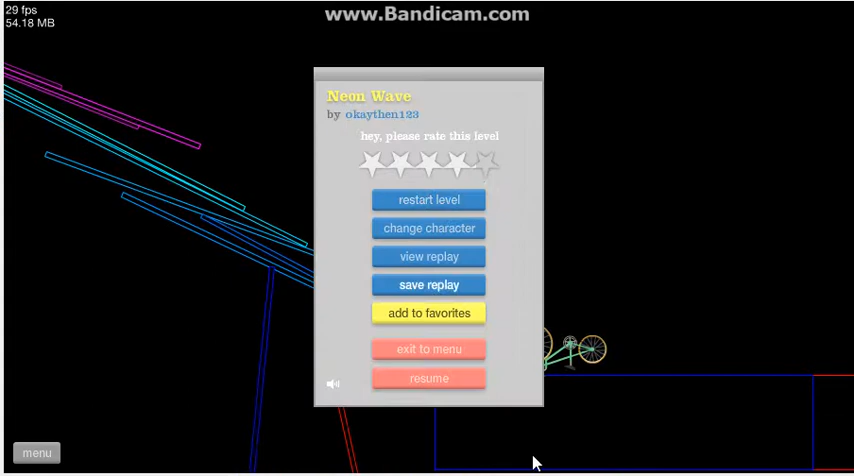 29 fps
54.18 MB
www.Bandicam.com
Neon Wave
by okaythen123
hey, please rate this level
restart level
change character
view replay
save replay
add to favorites
exit to menu
resume
menu